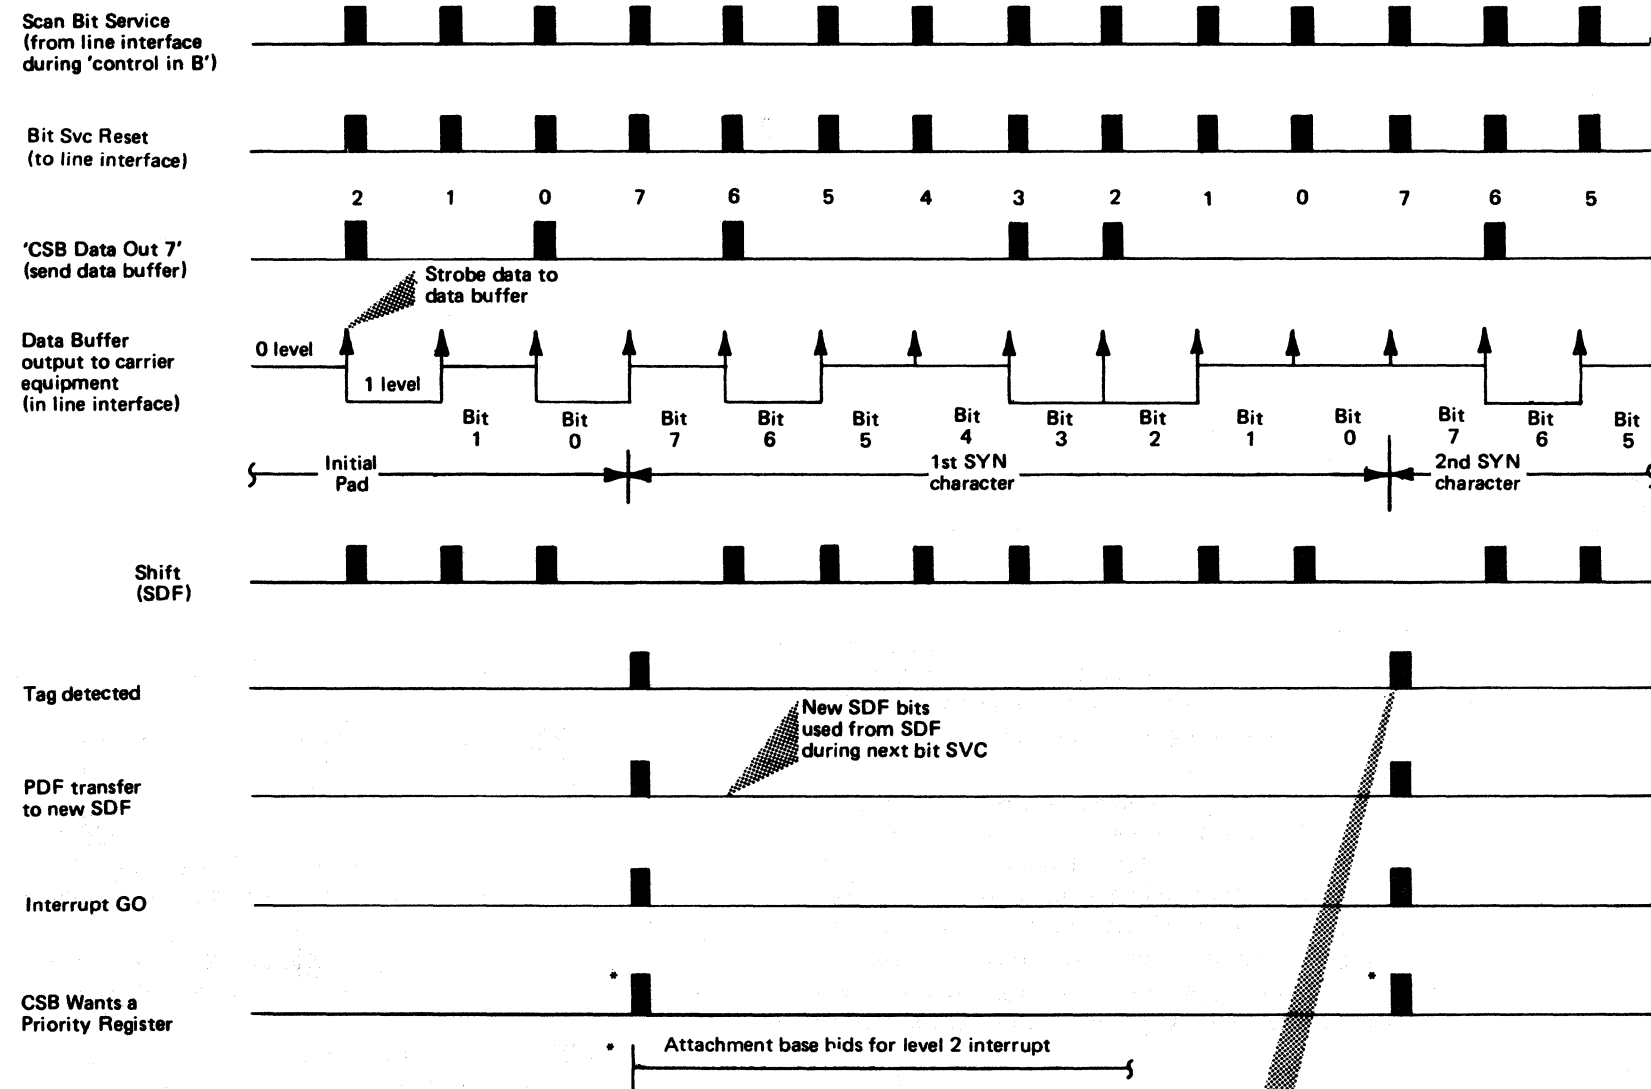 Scan Bit Service
(from line interface
during 'control in B')
Bit Svc Reset
(to line interface)
2 1 0 7 6 5 4 3 2 1 0 7 6 5
'CSB Data Out 7'
(send data buffer)
Strobe data to
data buffer
Data Buffer
output to carrier
equipment
(in line interface)
0 level
1 level
Bit 1
Bit 0
Bit 7
Bit 6
Bit 5
Bit 4
Bit 3
Bit 2
Bit 1
Bit 0
Bit 7
Bit 6
Bit 5
Initial
Pad
1st SYN
character
2nd SYN
character
Shift
(SDF)
Tag detected
New SDF bits
used from SDF
during next bit SVC
PDF transfer
to new SDF
Interrupt GO
* *
CSB Wants a
Priority Register
* Attachment base bids for level 2 interrupt